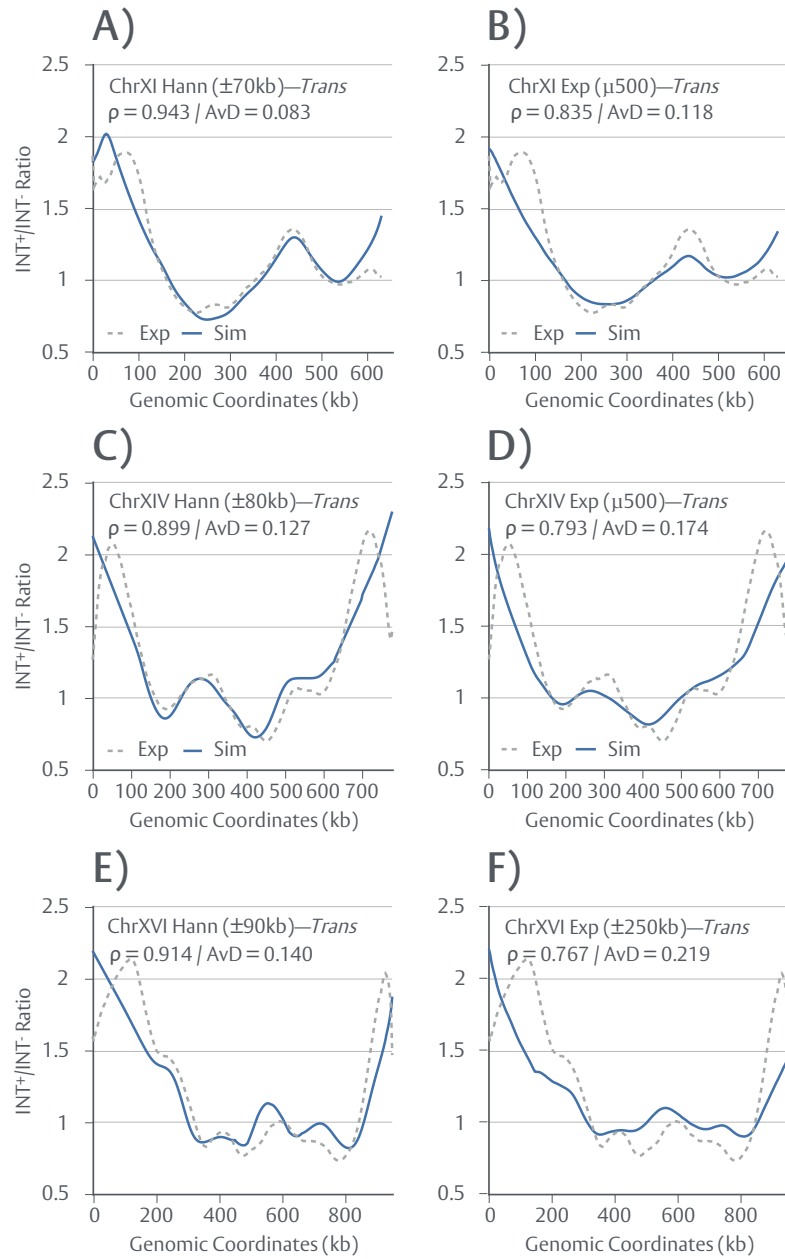 A)
ChrXI Hann (±70kb)—Trans
ρ = 0.943 / AvD = 0.083
INT+/INT- Ratio
2.5
2
1.5
1
0.5
Exp Sim
0 100 200 300 400 500 600
Genomic Coordinates (kb)
B)
ChrXI Exp (μ500)—Trans
ρ = 0.835 / AvD = 0.118
2.5
2
1.5
1
0.5
Exp Sim
0 100 200 300 400 500 600
Genomic Coordinates (kb)
C)
ChrXIV Hann (±80kb)—Trans
ρ = 0.899 / AvD = 0.127
INT+/INT- Ratio
2.5
2
1.5
1
0.5
Exp Sim
0 100 200 300 400 500 600 700
Genomic Coordinates (kb)
D)
ChrXIV Exp (μ500)—Trans
ρ = 0.793 / AvD = 0.174
2.5
2
1.5
1
0.5
Exp Sim
0 100 200 300 400 500 600 700
Genomic Coordinates (kb)
E)
ChrXVI Hann (±90kb)—Trans
ρ = 0.914 / AvD = 0.140
INT+/INT- Ratio
2.5
2
1.5
1
0.5
0 200 400 600 800
Genomic Coordinates (kb)
F)
ChrXVI Exp (±250kb)—Trans
ρ = 0.767 / AvD = 0.219
2.5
2
1.5
1
0.5
0 200 400 600 800
Genomic Coordinates (kb)